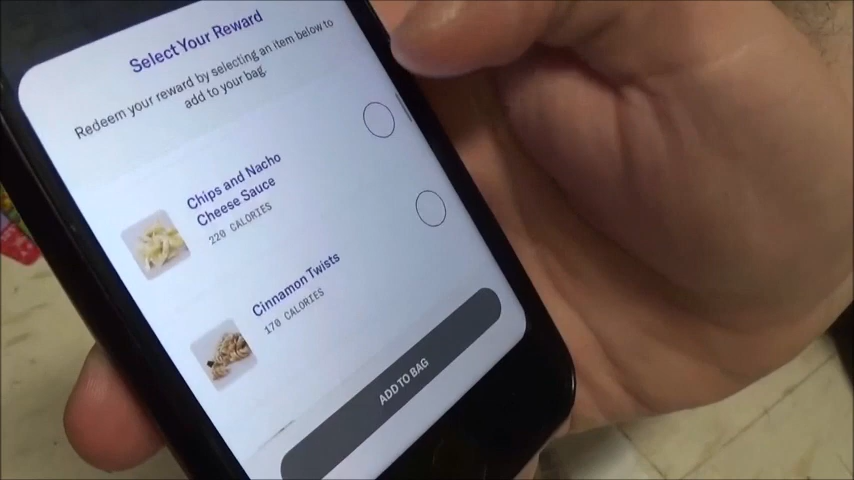 Select Your Reward
Redeem your reward by selecting an item below to
add to your bag.
Chips and Nacho
Cheese Sauce
220 CALORIES
Cinnamon Twists
170 CALORIES
ADD TO BAG